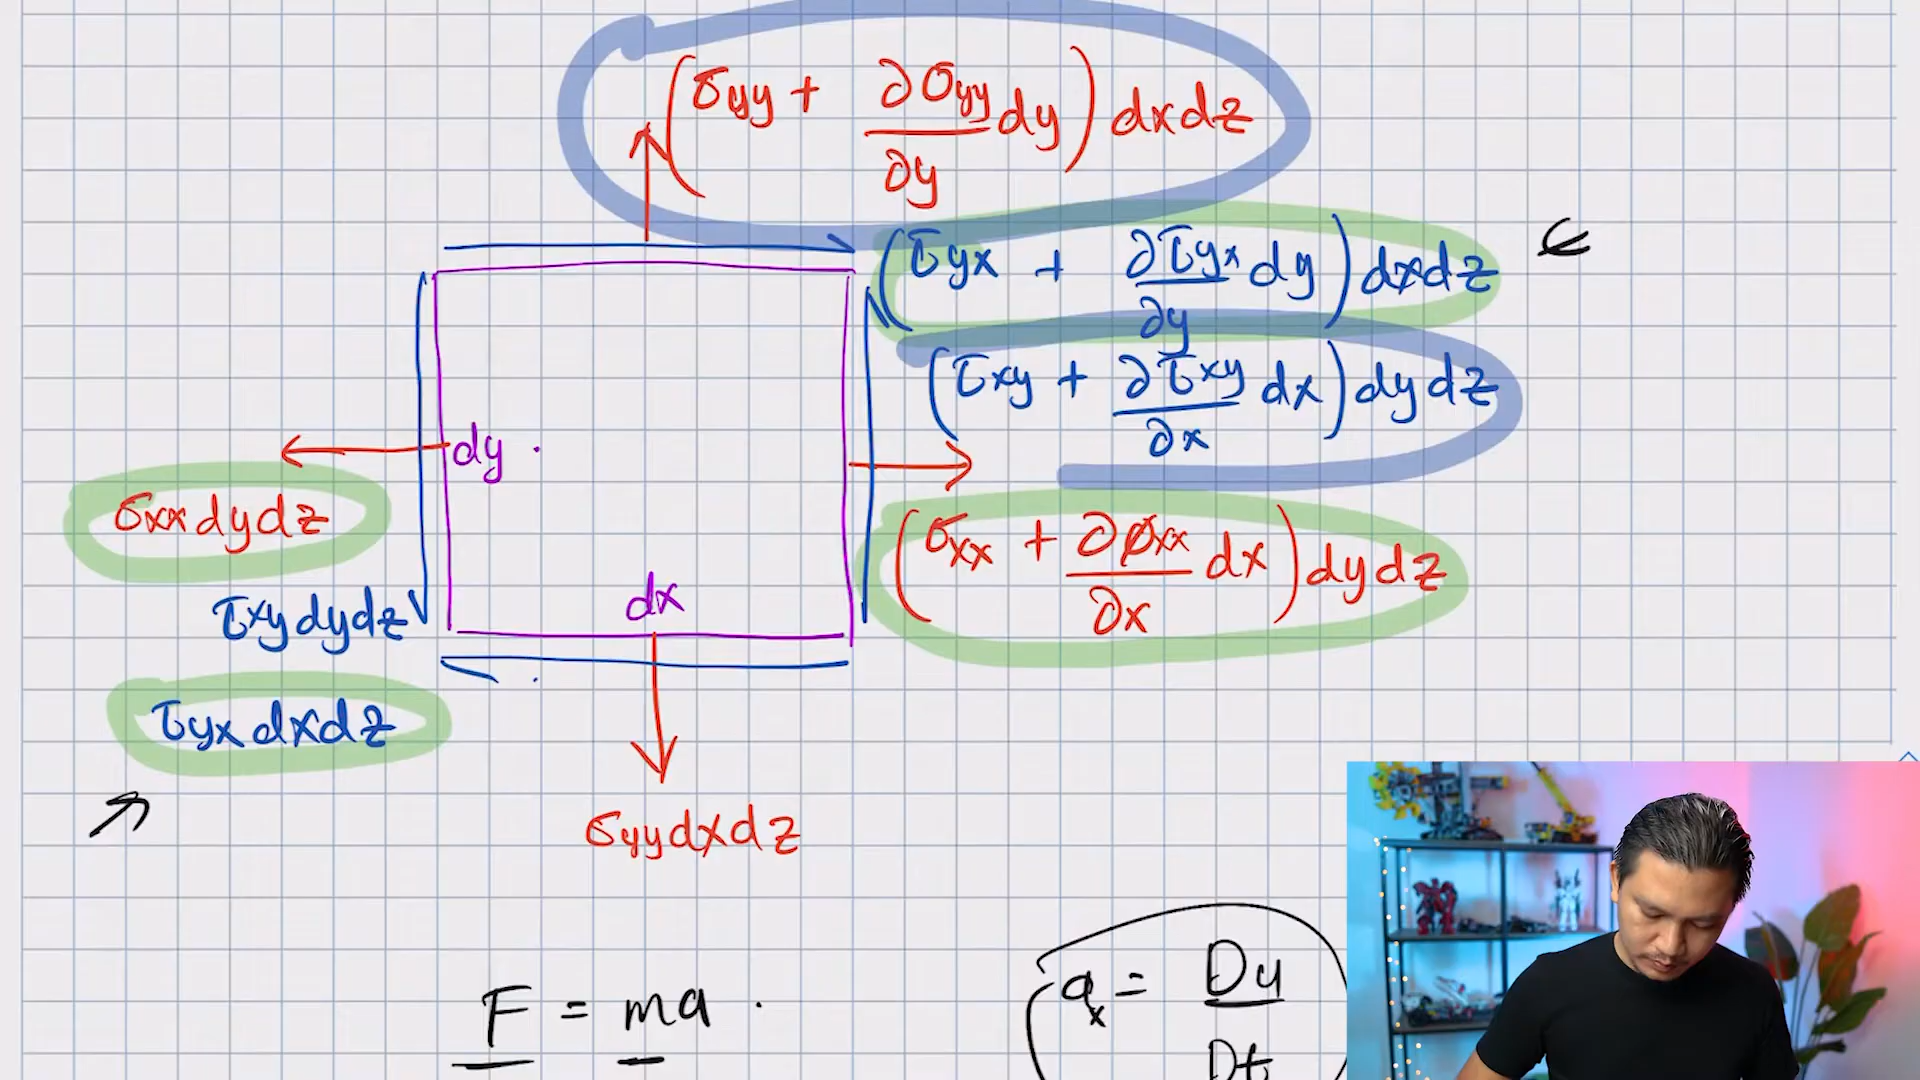 (σyy + ∂σyy/∂y dy) dxdz
(τyx + ∂τyx/∂y dy) dxdz
(τxy + ∂τxy/∂x dx) dydz
dy
σxx dydz
(σxx + ∂σxx/∂x dx) dydz
τxy dydz
dx
τyx dxdz
σyy dxdz
F = ma
ax = Du/Dt